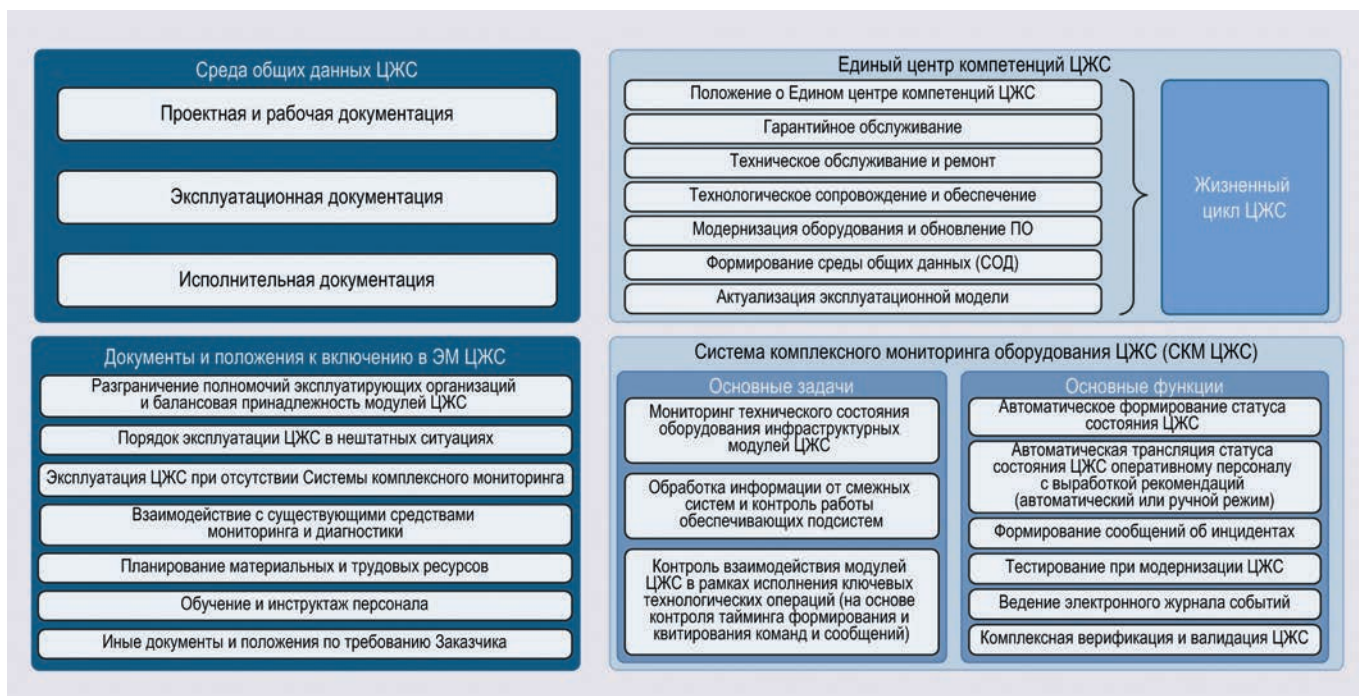 Среда общих данных ЦЖС
Проектная и рабочая документация
Эксплуатационная документация
Исполнительная документация
Единый центр компетенций ЦЖС
Положение о Едином центре компетенций ЦЖС
Гарантийное обслуживание
Техническое обслуживание и ремонт
Технологическое сопровождение и обеспечение
Модернизация оборудования и обновление ПО
Формирование среды общих данных (СОД)
Актуализация эксплуатационной модели
Жизненный
цикл ЦЖС
Документы и положения к включению в ЭМ ЦЖС
Разграничение полномочий эксплуатирующих организаций
и балансовая принадлежность модулей ЦЖС
Порядок эксплуатации ЦЖС в нештатных ситуациях
Эксплуатация ЦЖС при отсутствии Системы комплексного мониторинга
Взаимодействие с существующими средствами
мониторинга и диагностики
Планирование материальных и трудовых ресурсов
Обучение и инструктаж персонала
Иные документы и положения по требованию Заказчика
Система комплексного мониторинга оборудования ЦЖС (СКМ ЦЖС)
Основные задачи
Мониторинг технического состояния
оборудования инфраструктурных
модулей ЦЖС
Обработка информации от смежных
систем и контроль работы
обеспечивающих подсистем
Контроль взаимодействия модулей
ЦЖС в рамках исполнения ключевых
технологических операций (на основе
контроля тайминга формирования и
квитирования команд и сообщений)
Основные функции
Автоматическое формирование статуса
состояния ЦЖС
Автоматическая трансляция статуса
состояния ЦЖС оперативному персоналу
с выработкой рекомендаций
(автоматический или ручной режим)
Формирование сообщений об инцидентах
Тестирование при модернизации ЦЖС
Ведение электронного журнала событий
Комплексная верификация и валидация ЦЖС